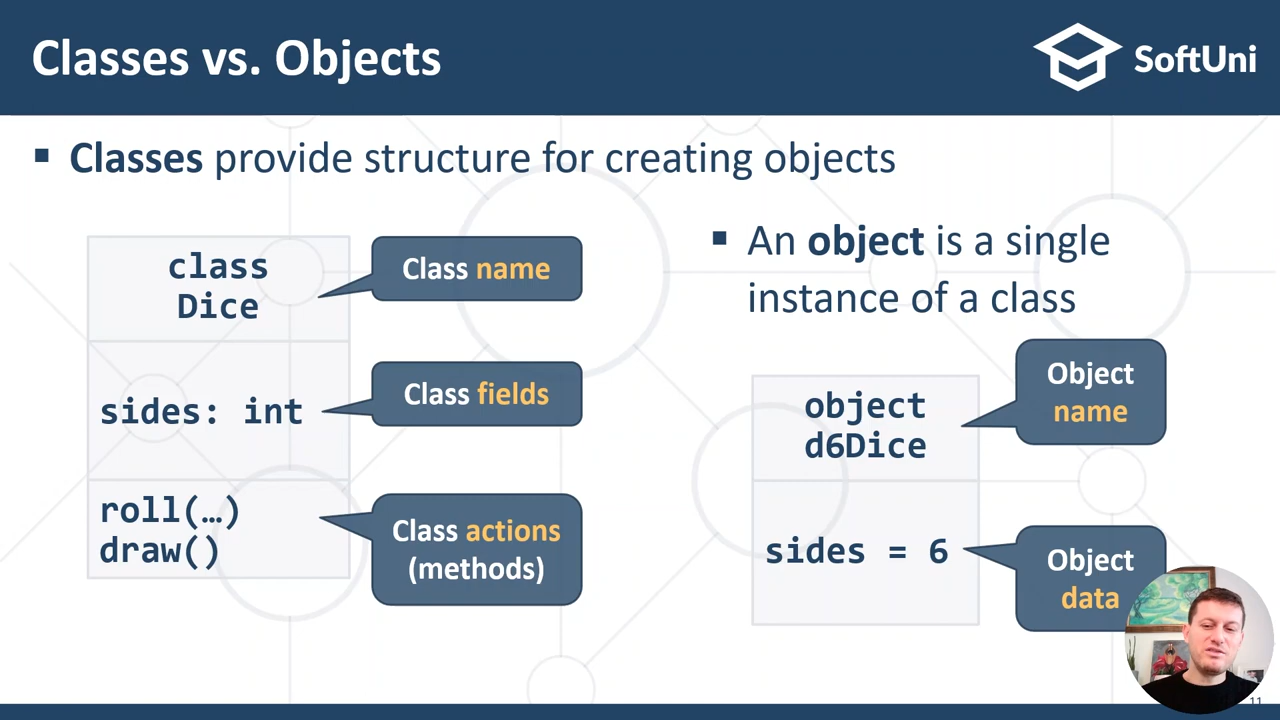 Classes vs. Objects
SoftUni
▪ Classes provide structure for creating objects
class
Dice
Class name
sides: int
Class fields
roll(…)
draw()
Class actions
(methods)
▪ An object is a single
instance of a class
object
d6Dice
Object
name
sides = 6
Object
data
11